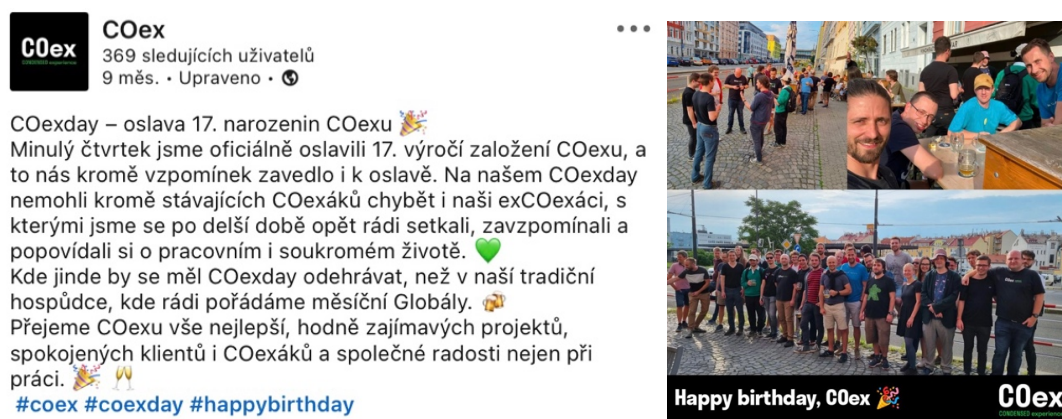 COex
CONDENSED experience
COex
369 sledujících uživatelů
9 měs. • Upraveno •
COexday – oslava 17. narozenin COexu 🎉
Minulý čtvrtek jsme oficiálně oslavili 17. výročí založení COexu, a
to nás kromě vzpomínek zavedlo i k oslavě. Na našem COexday
nemohli kromě stávajících COexáků chybět i naši exCOexáci, s
kterými jsme se po delší době opět rádi setkali, zavzpomínali a
popovídali si o pracovním i soukromém životě. 💚
Kde jinde by se měl COexday odehrávat, než v naší tradiční
hospůdce, kde rádi pořádáme měsíční Globály. 🍻
Přejeme COexu vše nejlepší, hodně zajímavých projektů,
spokojených klientů i COexáků a společné radosti nejen při
práci. 🎉 🥂
#coex #coexday #happybirthday
Happy birthday, COex 🎉
COex
CONDENSED experience